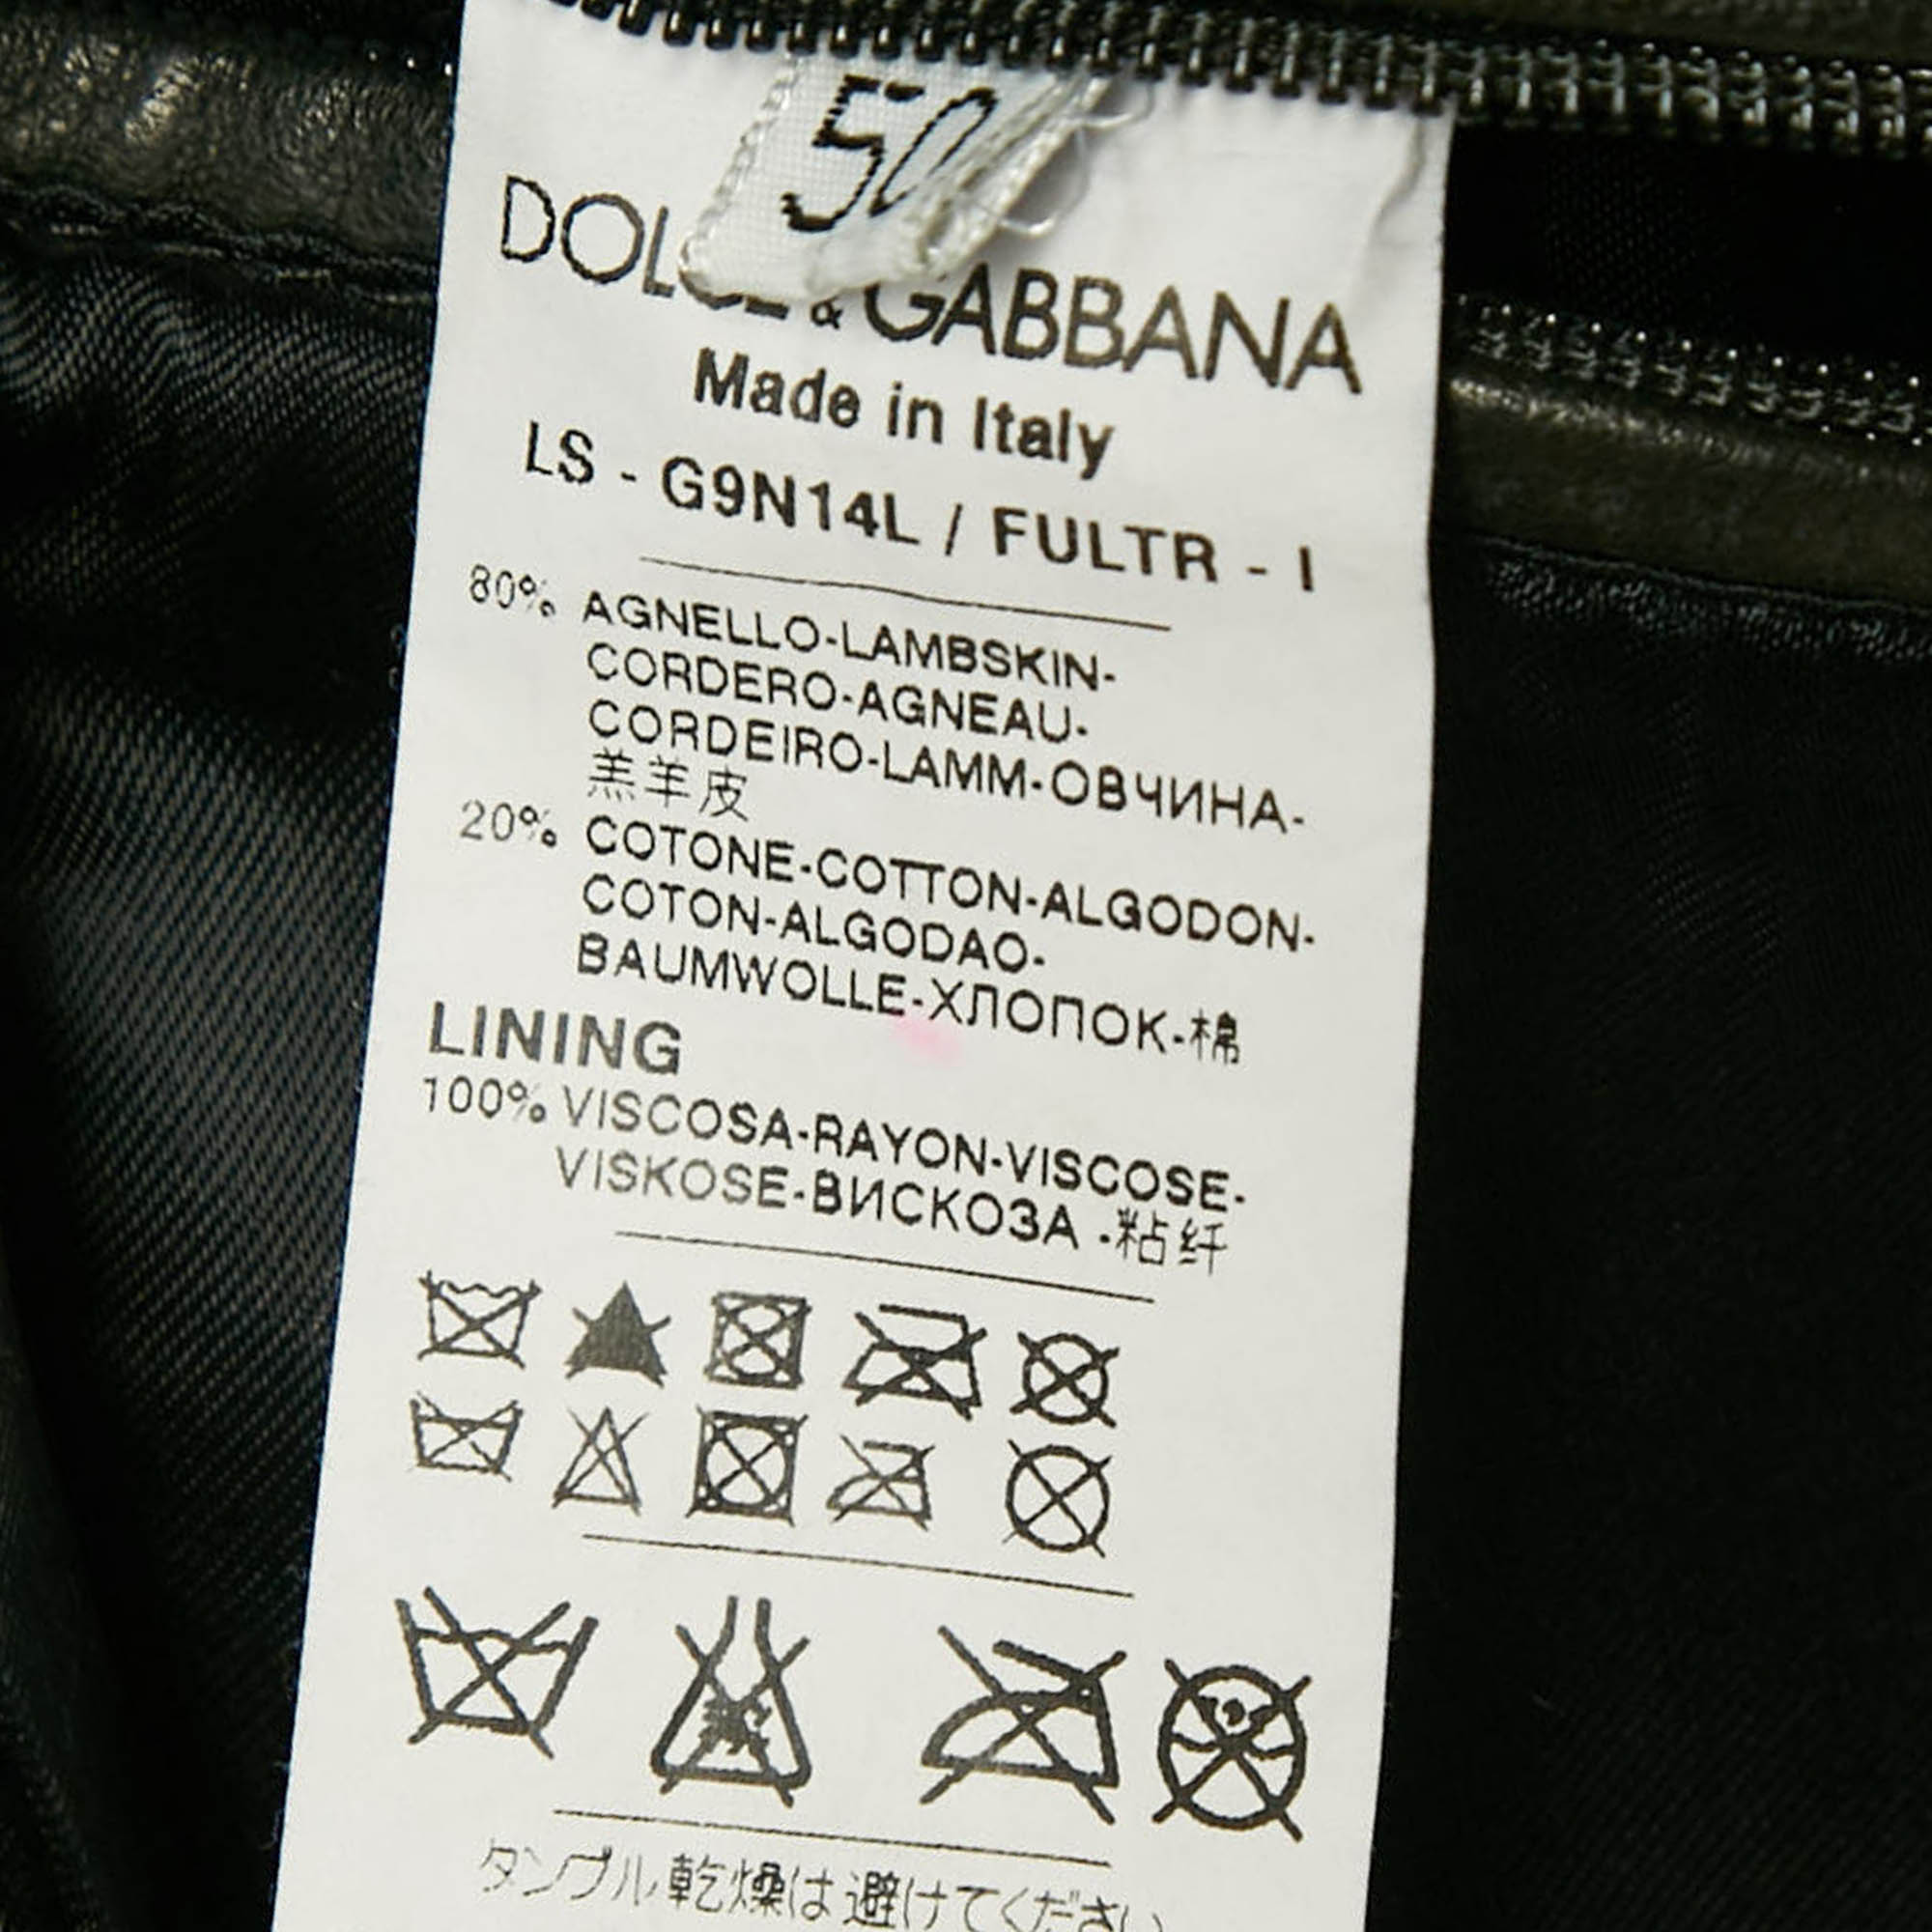 50
DOLCE & GABBANA
Made in Italy
LS - G9N14L / FULTR - I
80% AGNELLO-LAMBSKIN-
CORDERO-AGNEAU-
CORDEIRO-LAMM-ОВЧИНА-
羔羊皮
20% COTONE-COTTON-ALGODON-
COTON-ALGODAO-
BAUMWOLLE-ХЛОПОК-棉
LINING
100% VISCOSA-RAYON-VISCOSE-
VISKOSE-ВИСКОЗА -粘纤
タンブル乾燥は避けてください